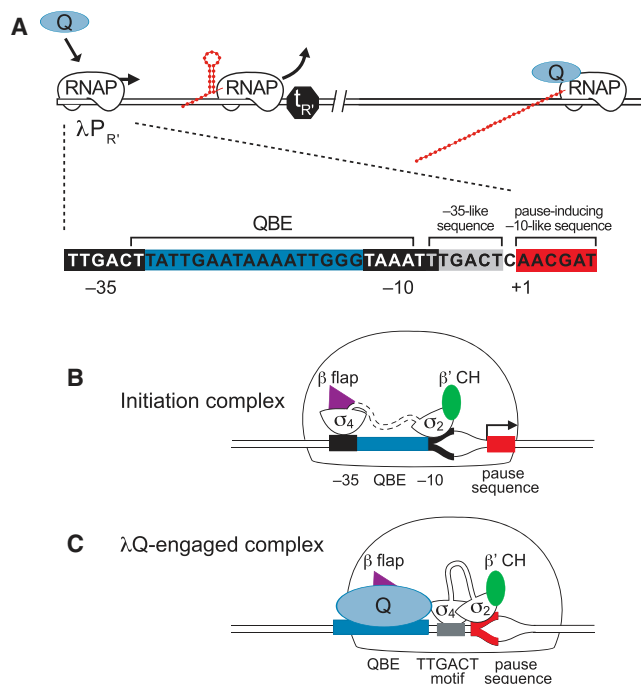 A
Q
RNAP
RNAP
Q
RNAP
tR'
λPR'
QBE
–35-like
sequence
pause-inducing
–10-like sequence
TTGACTTATTGAATAAAATTGGGTAAATTTGACTCAACGAT
–35
–10
+1
B
Initiation complex
β flap
β' CH
σ4
σ2
–35
QBE
–10
pause
sequence
C
λQ-engaged complex
β flap
β' CH
Q
σ4
σ2
QBE
TTGACT
motif
pause
sequence